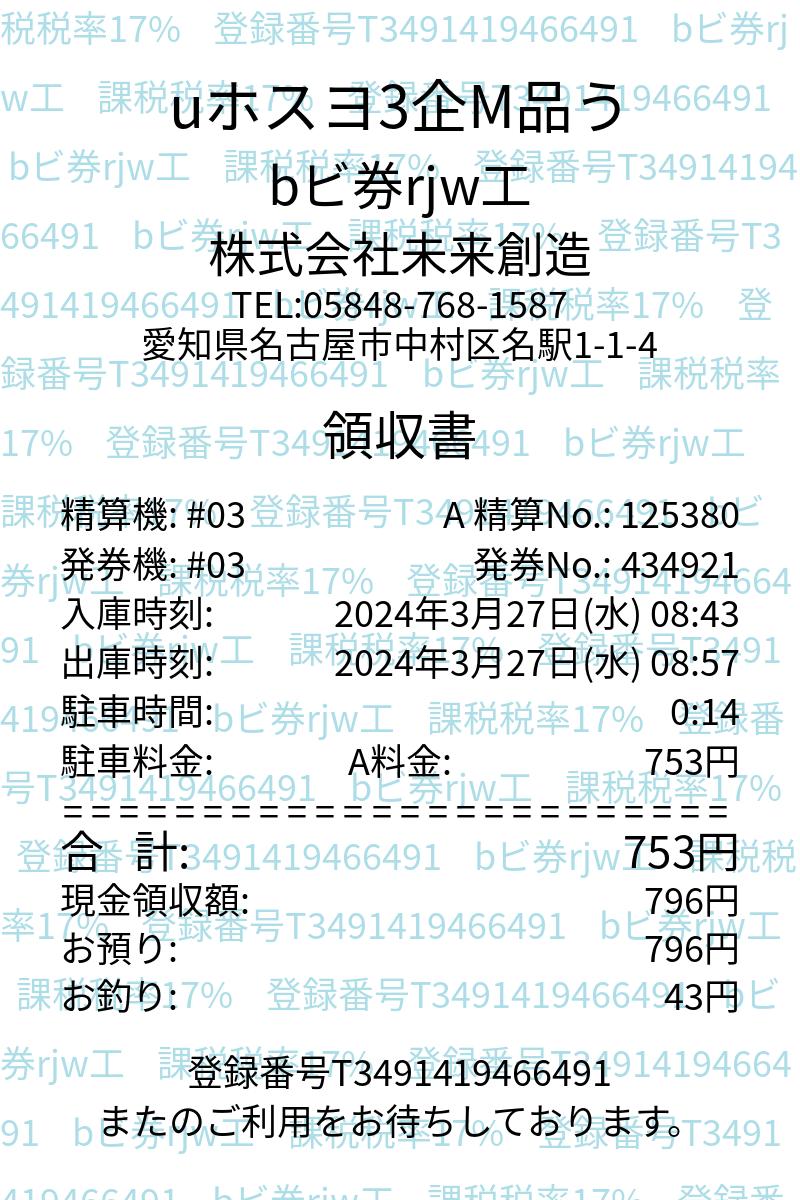 uホスヨ3企M品う
bビ券rjw工
株式会社未来創造
TEL:05848-768-1587
愛知県名古屋市中村区名駅1-1-4
領収書
精算機: #03 A 精算No.: 125380
発券機: #03 発券No.: 434921
入庫時刻: 2024年3月27日(水) 08:43
出庫時刻: 2024年3月27日(水) 08:57
駐車時間: 0:14
駐車料金: A料金: 753円
========================
合 計: 753円
現金領収額: 796円
お預り: 796円
お釣り: 43円
登録番号T3491419466491
またのご利用をお待ちしております。
税税率17% 登録番号T3491419466491 bビ券rj
w工 課税税率17% 登録番号T3491419466491
bビ券rjw工 課税税率17% 登録番号T34914194
66491 bビ券rjw工 課税税率17% 登録番号T3
491419466491 bビ券rjw工 課税税率17% 登
録番号T3491419466491 bビ券rjw工 課税税率
17% 登録番号T3491419466491 bビ券rjw工
課税税率17% 登録番号T3491419466491 bビ
券rjw工 課税税率17% 登録番号T34914194664
91 bビ券rjw工 課税税率17% 登録番号T3491
419466491 bビ券rjw工 課税税率17% 登録番
号T3491419466491 bビ券rjw工 課税税率17%
登録番号T3491419466491 bビ券rjw工 課税税
率17% 登録番号T3491419466491 bビ券rjw工
課税税率17% 登録番号T3491419466491 bビ
券rjw工 課税税率17% 登録番号T34914194664
91 bビ券rjw工 課税税率17% 登録番号T3491
419466491 bビ券rjw工 課税税率17% 登録番